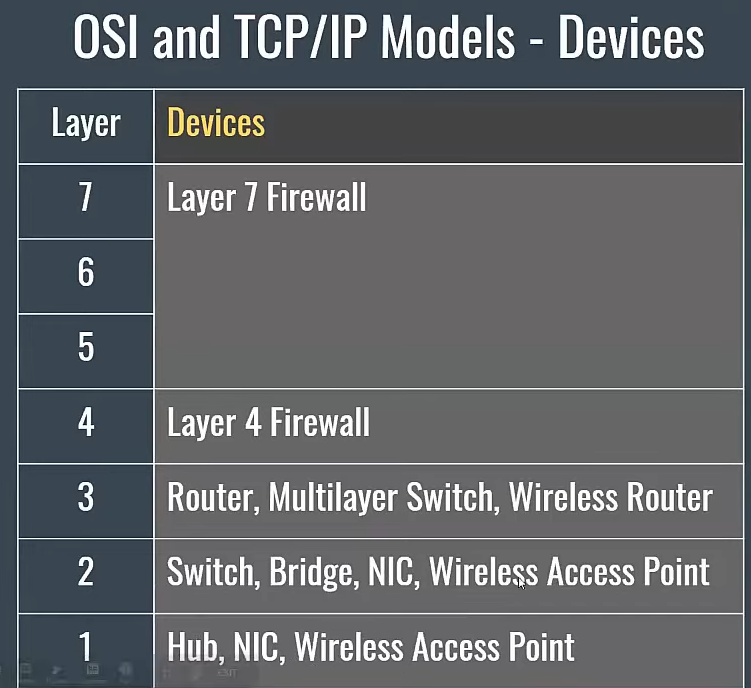 OSI and TCP/IP Models - Devices
Layer Devices
7 Layer 7 Firewall
6
5
4 Layer 4 Firewall
3 Router, Multilayer Switch, Wireless Router
2 Switch, Bridge, NIC, Wireless Access Point
1 Hub, NIC, Wireless Access Point